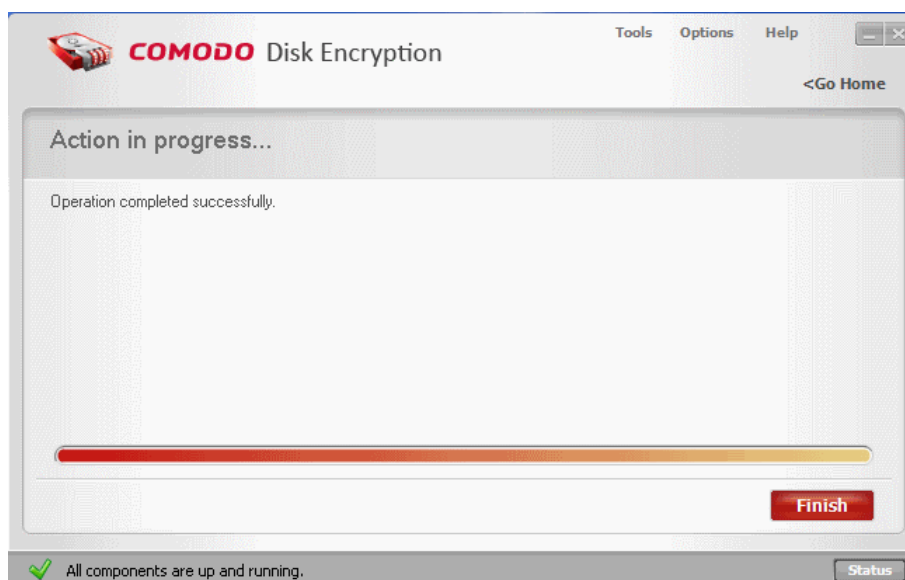 COMODO Disk Encryption
Tools Options Help
<Go Home
Action in progress...
Operation completed successfully.
Finish
All components are up and running.
Status